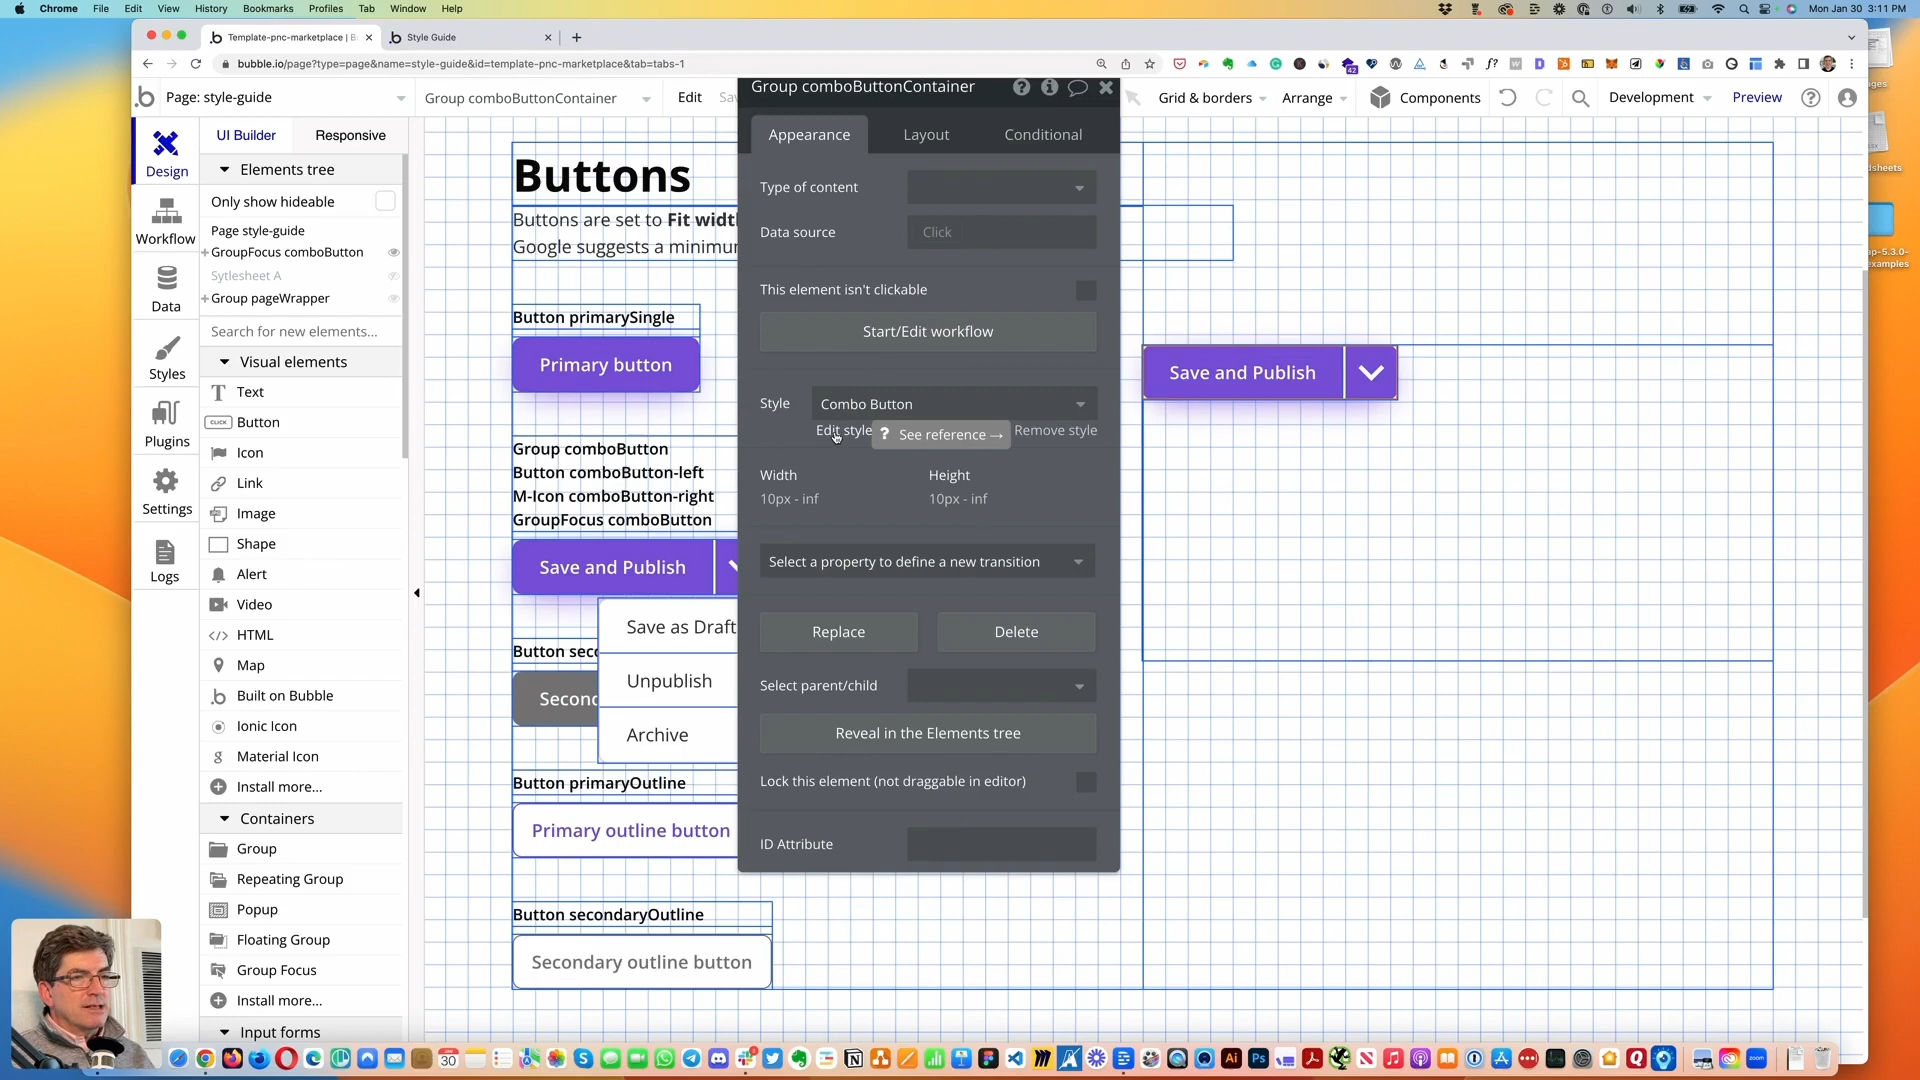 Chrome File Edit View History Bookmarks Profiles Tab Window Help
Mon Jan 30 3:11 PM
Template-pnc-marketplace | B
Style Guide
bubble.io/page?type=page&name=style-guide&id=template-pnc-marketplace&tab=tabs-1
Page: style-guide
Group comboButtonContainer
Edit
Grid & borders
Arrange
Components
Development
Preview
Design
Workflow
Data
Styles
Plugins
Settings
Logs
UI Builder
Responsive
Elements tree
Only show hideable
Page style-guide
GroupFocus comboButton
Sytlesheet A
Group pageWrapper
Search for new elements...
Visual elements
Text
Button
Icon
Link
Image
Shape
Alert
Video
HTML
Map
Built on Bubble
Ionic Icon
Material Icon
Install more...
Containers
Group
Repeating Group
Popup
Floating Group
Group Focus
Install more...
Input forms
Buttons
Buttons are set to Fit width
Google suggests a minimum
Button primarySingle
Primary button
Group comboButton
Button comboButton-left
M-Icon comboButton-right
GroupFocus comboButton
Save and Publish
Save as Draft
Unpublish
Archive
Button primaryOutline
Primary outline button
Button secondaryOutline
Secondary outline button
Group comboButtonContainer
Appearance
Layout
Conditional
Type of content
Data source
Click
This element isn't clickable
Start/Edit workflow
Style
Combo Button
Edit style
? See reference →
Remove style
Width
Height
10px - inf
10px - inf
Select a property to define a new transition
Replace
Delete
Select parent/child
Reveal in the Elements tree
Lock this element (not draggable in editor)
ID Attribute
Save and Publish